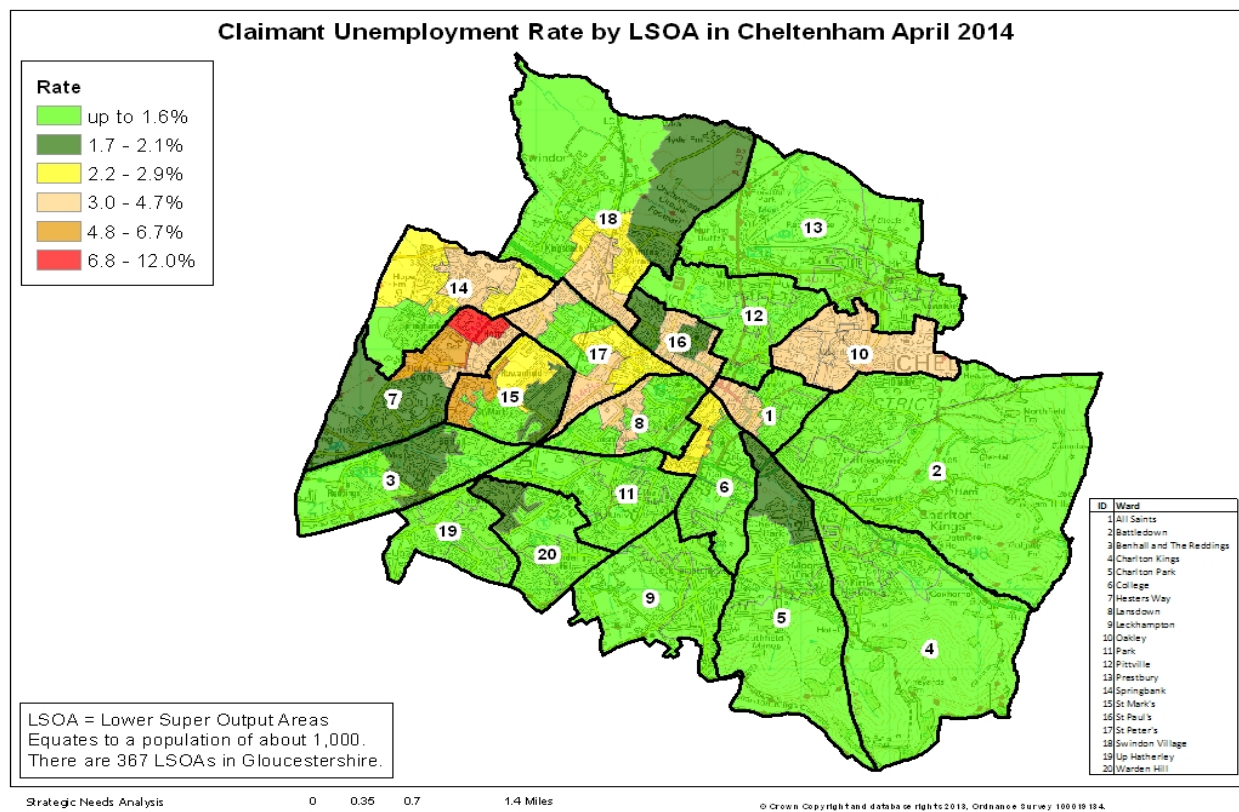 Claimant Unemployment Rate by LSOA in Cheltenham April 2014
Rate
up to 1.6%
1.7 - 2.1%
2.2 - 2.9%
3.0 - 4.7%
4.8 - 6.7%
6.8 - 12.0%
Swindon
18
13
14
12
16
10
17
7
15
8
1
DISTRICT
2
3
11
6
Charlton
Kings
19
20
9
5
4
ID Ward
1 All Saints
2 Battledown
3 Benhall and The Reddings
4 Charlton Kings
5 Charlton Park
6 College
7 Hesters Way
8 Lansdown
9 Leckhampton
10 Oakley
11 Park
12 Pittville
13 Prestbury
14 Springbank
15 St Mark's
16 St Paul's
17 St Peter's
18 Swindon Village
19 Up Hatherley
20 Warden Hill
LSOA = Lower Super Output Areas
Equates to a population of about 1,000.
There are 367 LSOAs in Gloucestershire.
Strategic Needs Analysis
0 0.35 0.7 1.4 Miles
© Crown Copyright and database rights 2013, Ordnance Survey 100019134.